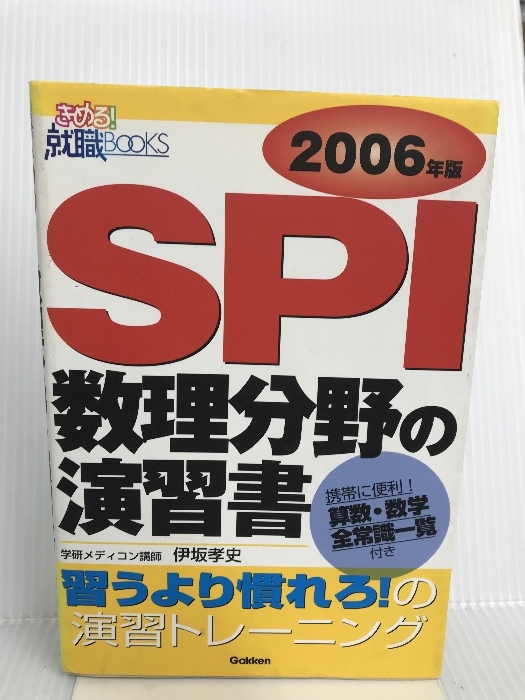 きめる!
就職BOOKS
2006年版
SPI
数理分野の
演習書
携帯に便利!
算数・数学
全常識一覧
付き
学研メディコン講師 伊坂孝史
習うより慣れろ!の
演習トレーニング
Gakken